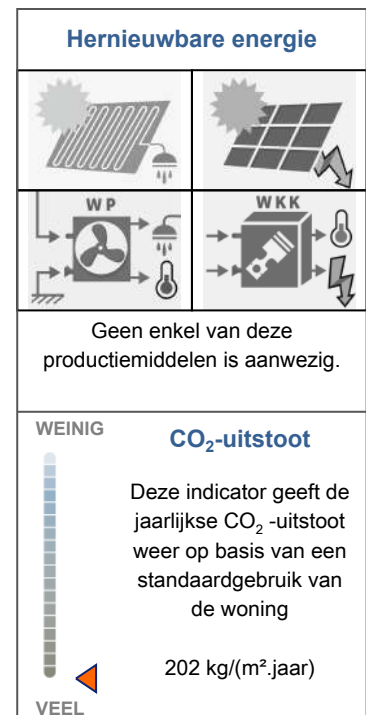 Hernieuwbare energie
WP
WKK
Geen enkel van deze
productiemiddelen is aanwezig.
WEINIG
CO₂-uitstoot
Deze indicator geeft de
jaarlijkse CO₂ -uitstoot
weer op basis van een
standaardgebruik van
de woning
202 kg/(m².jaar)
VEEL